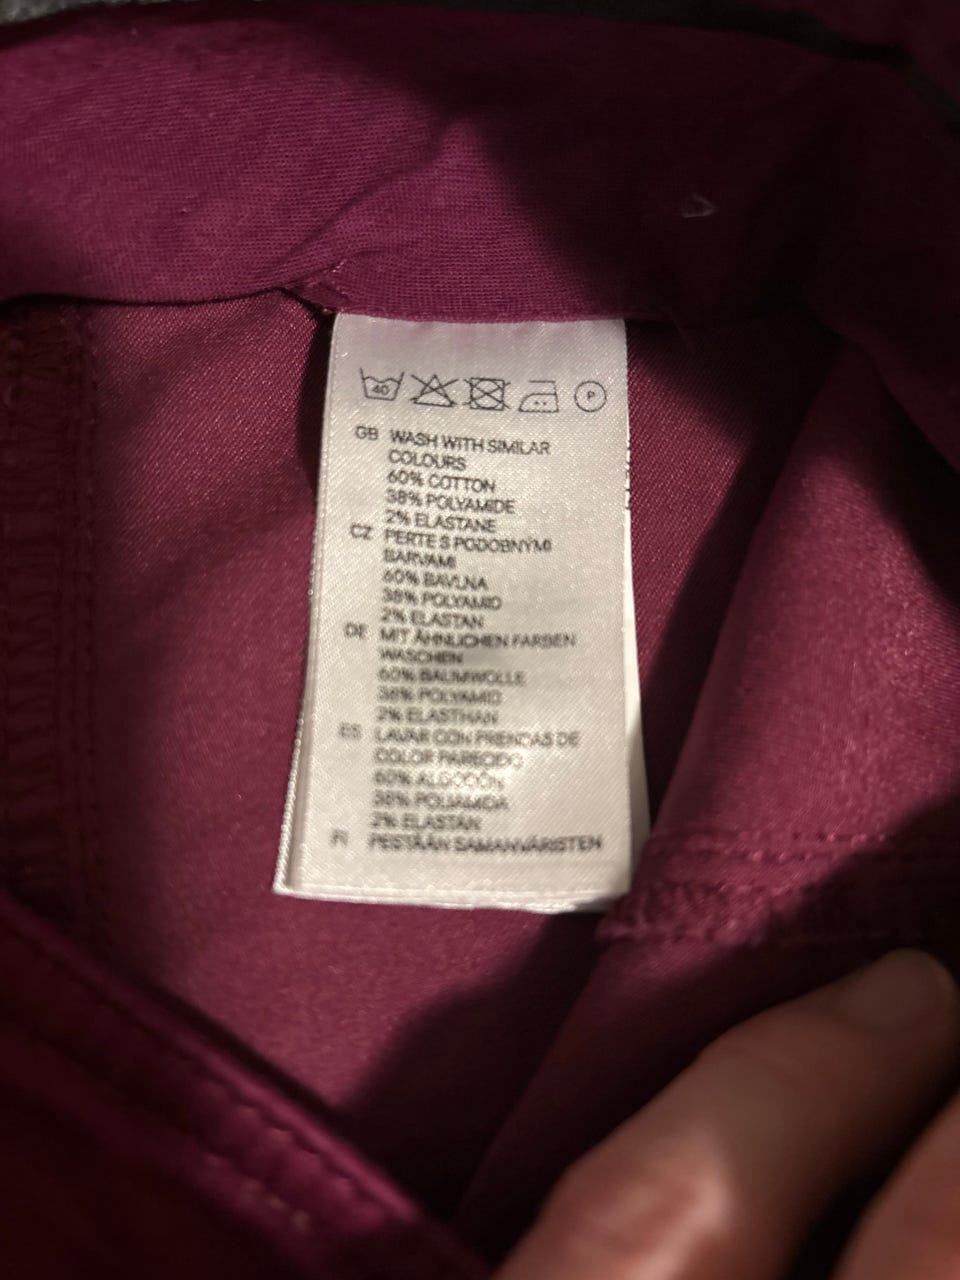 40 P
GB WASH WITH SIMILAR
COLOURS
60% COTTON
38% POLYAMIDE
2% ELASTANE
CZ PERTE S PODOBNÝMI
BARVAMI
60% BAVLNA
38% POLYAMID
2% ELASTAN
DE MIT ÄHNLICHEN FARBEN
WASCHEN
60% BAUMWOLLE
38% POLYAMID
2% ELASTHAN
ES LAVAR CON PRENDAS DE
COLOR PARECIDO
60% ALGODÓN
38% POLIAMIDA
2% ELASTÁN
FI PESTÄÄN SAMANVÄRISTEN